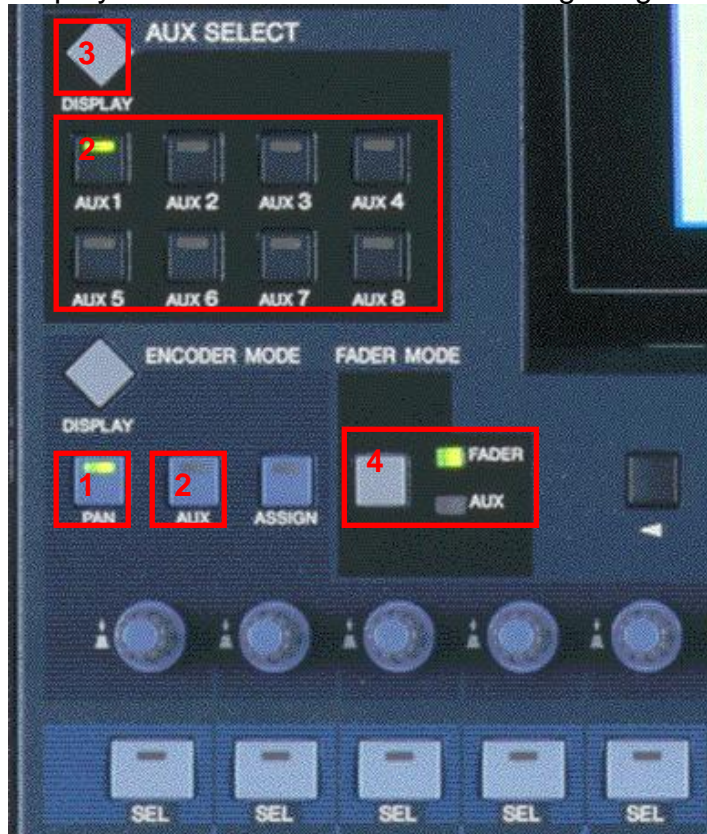 AUX SELECT
3
DISPLAY
2
AUX 1 AUX 2 AUX 3 AUX 4
AUX 5 AUX 6 AUX 7 AUX 8
ENCODER MODE FADER MODE
DISPLAY
1 2 4 FADER
PAN AUX ASSIGN AUX
SEL SEL SEL SEL SEL